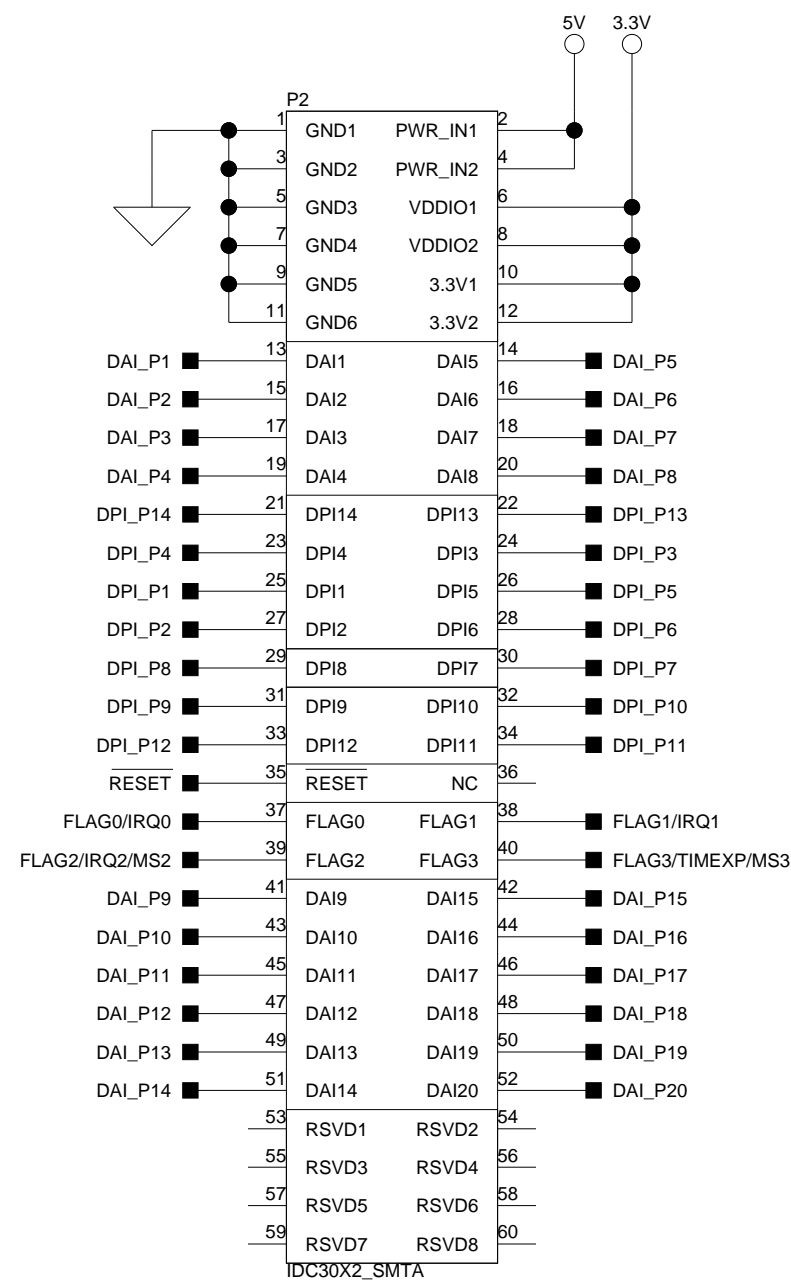 5V 3.3V
P2
1 GND1 PWR_IN1 2
3 GND2 PWR_IN2 4
5 GND3 VDDIO1 6
7 GND4 VDDIO2 8
9 GND5 3.3V1 10
11 GND6 3.3V2 12
DAI_P1 13 DAI1 DAI5 14 DAI_P5
DAI_P2 15 DAI2 DAI6 16 DAI_P6
DAI_P3 17 DAI3 DAI7 18 DAI_P7
DAI_P4 19 DAI4 DAI8 20 DAI_P8
DPI_P14 21 DPI14 DPI13 22 DPI_P13
DPI_P4 23 DPI4 DPI3 24 DPI_P3
DPI_P1 25 DPI1 DPI5 26 DPI_P5
DPI_P2 27 DPI2 DPI6 28 DPI_P6
DPI_P8 29 DPI8 DPI7 30 DPI_P7
DPI_P9 31 DPI9 DPI10 32 DPI_P10
DPI_P12 33 DPI12 DPI11 34 DPI_P11
RESET 35 RESET NC 36
FLAG0/IRQ0 37 FLAG0 FLAG1 38 FLAG1/IRQ1
FLAG2/IRQ2/MS2 39 FLAG2 FLAG3 40 FLAG3/TIMEXP/MS3
DAI_P9 41 DAI9 DAI15 42 DAI_P15
DAI_P10 43 DAI10 DAI16 44 DAI_P16
DAI_P11 45 DAI11 DAI17 46 DAI_P17
DAI_P12 47 DAI12 DAI18 48 DAI_P18
DAI_P13 49 DAI13 DAI19 50 DAI_P19
DAI_P14 51 DAI14 DAI20 52 DAI_P20
53 RSVD1 RSVD2 54
55 RSVD3 RSVD4 56
57 RSVD5 RSVD6 58
59 RSVD7 RSVD8 60
IDC30X2_SMTA